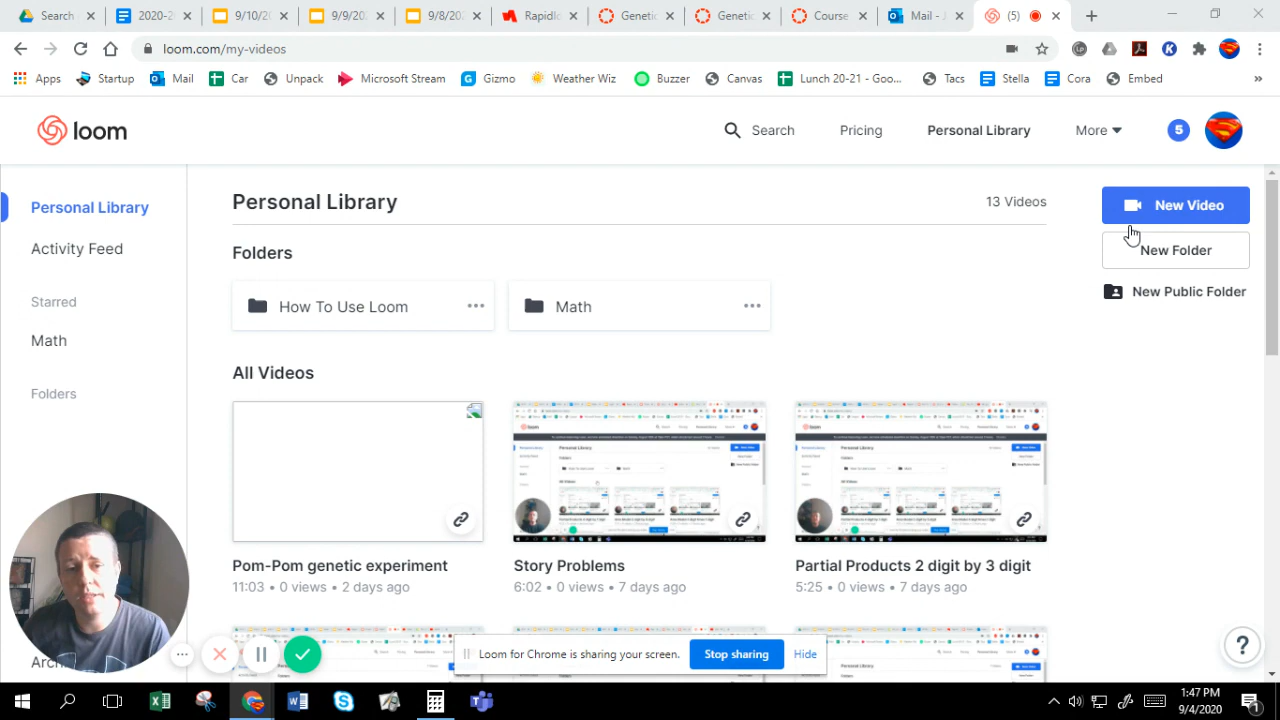 Search
2020-2
9/10/
9/9/20
9/8/2
Rapidl
Genetic
Genetic
Course
Mail - J
(5)
loom.com/my-videos
Apps
Startup
Mail
Car
Unpack
Microsoft Stream
Gizmo
Weather Wiz
Buzzer
Canvas
Lunch 20-21 - Goo...
Tacs
Stella
Cora
Embed
»
loom
Search
Pricing
Personal Library
More
5
Personal Library
Activity Feed
Starred
Math
Folders
Personal Library
13 Videos
New Video
New Folder
New Public Folder
Folders
How To Use Loom
Math
All Videos
Pom-Pom genetic experiment
11:03 • 0 views • 2 days ago
Story Problems
6:02 • 0 views • 7 days ago
Partial Products 2 digit by 3 digit
5:25 • 0 views • 7 days ago
Loom for Chrome is sharing your screen.
Stop sharing
Hide
?
1:47 PM
9/4/2020
1